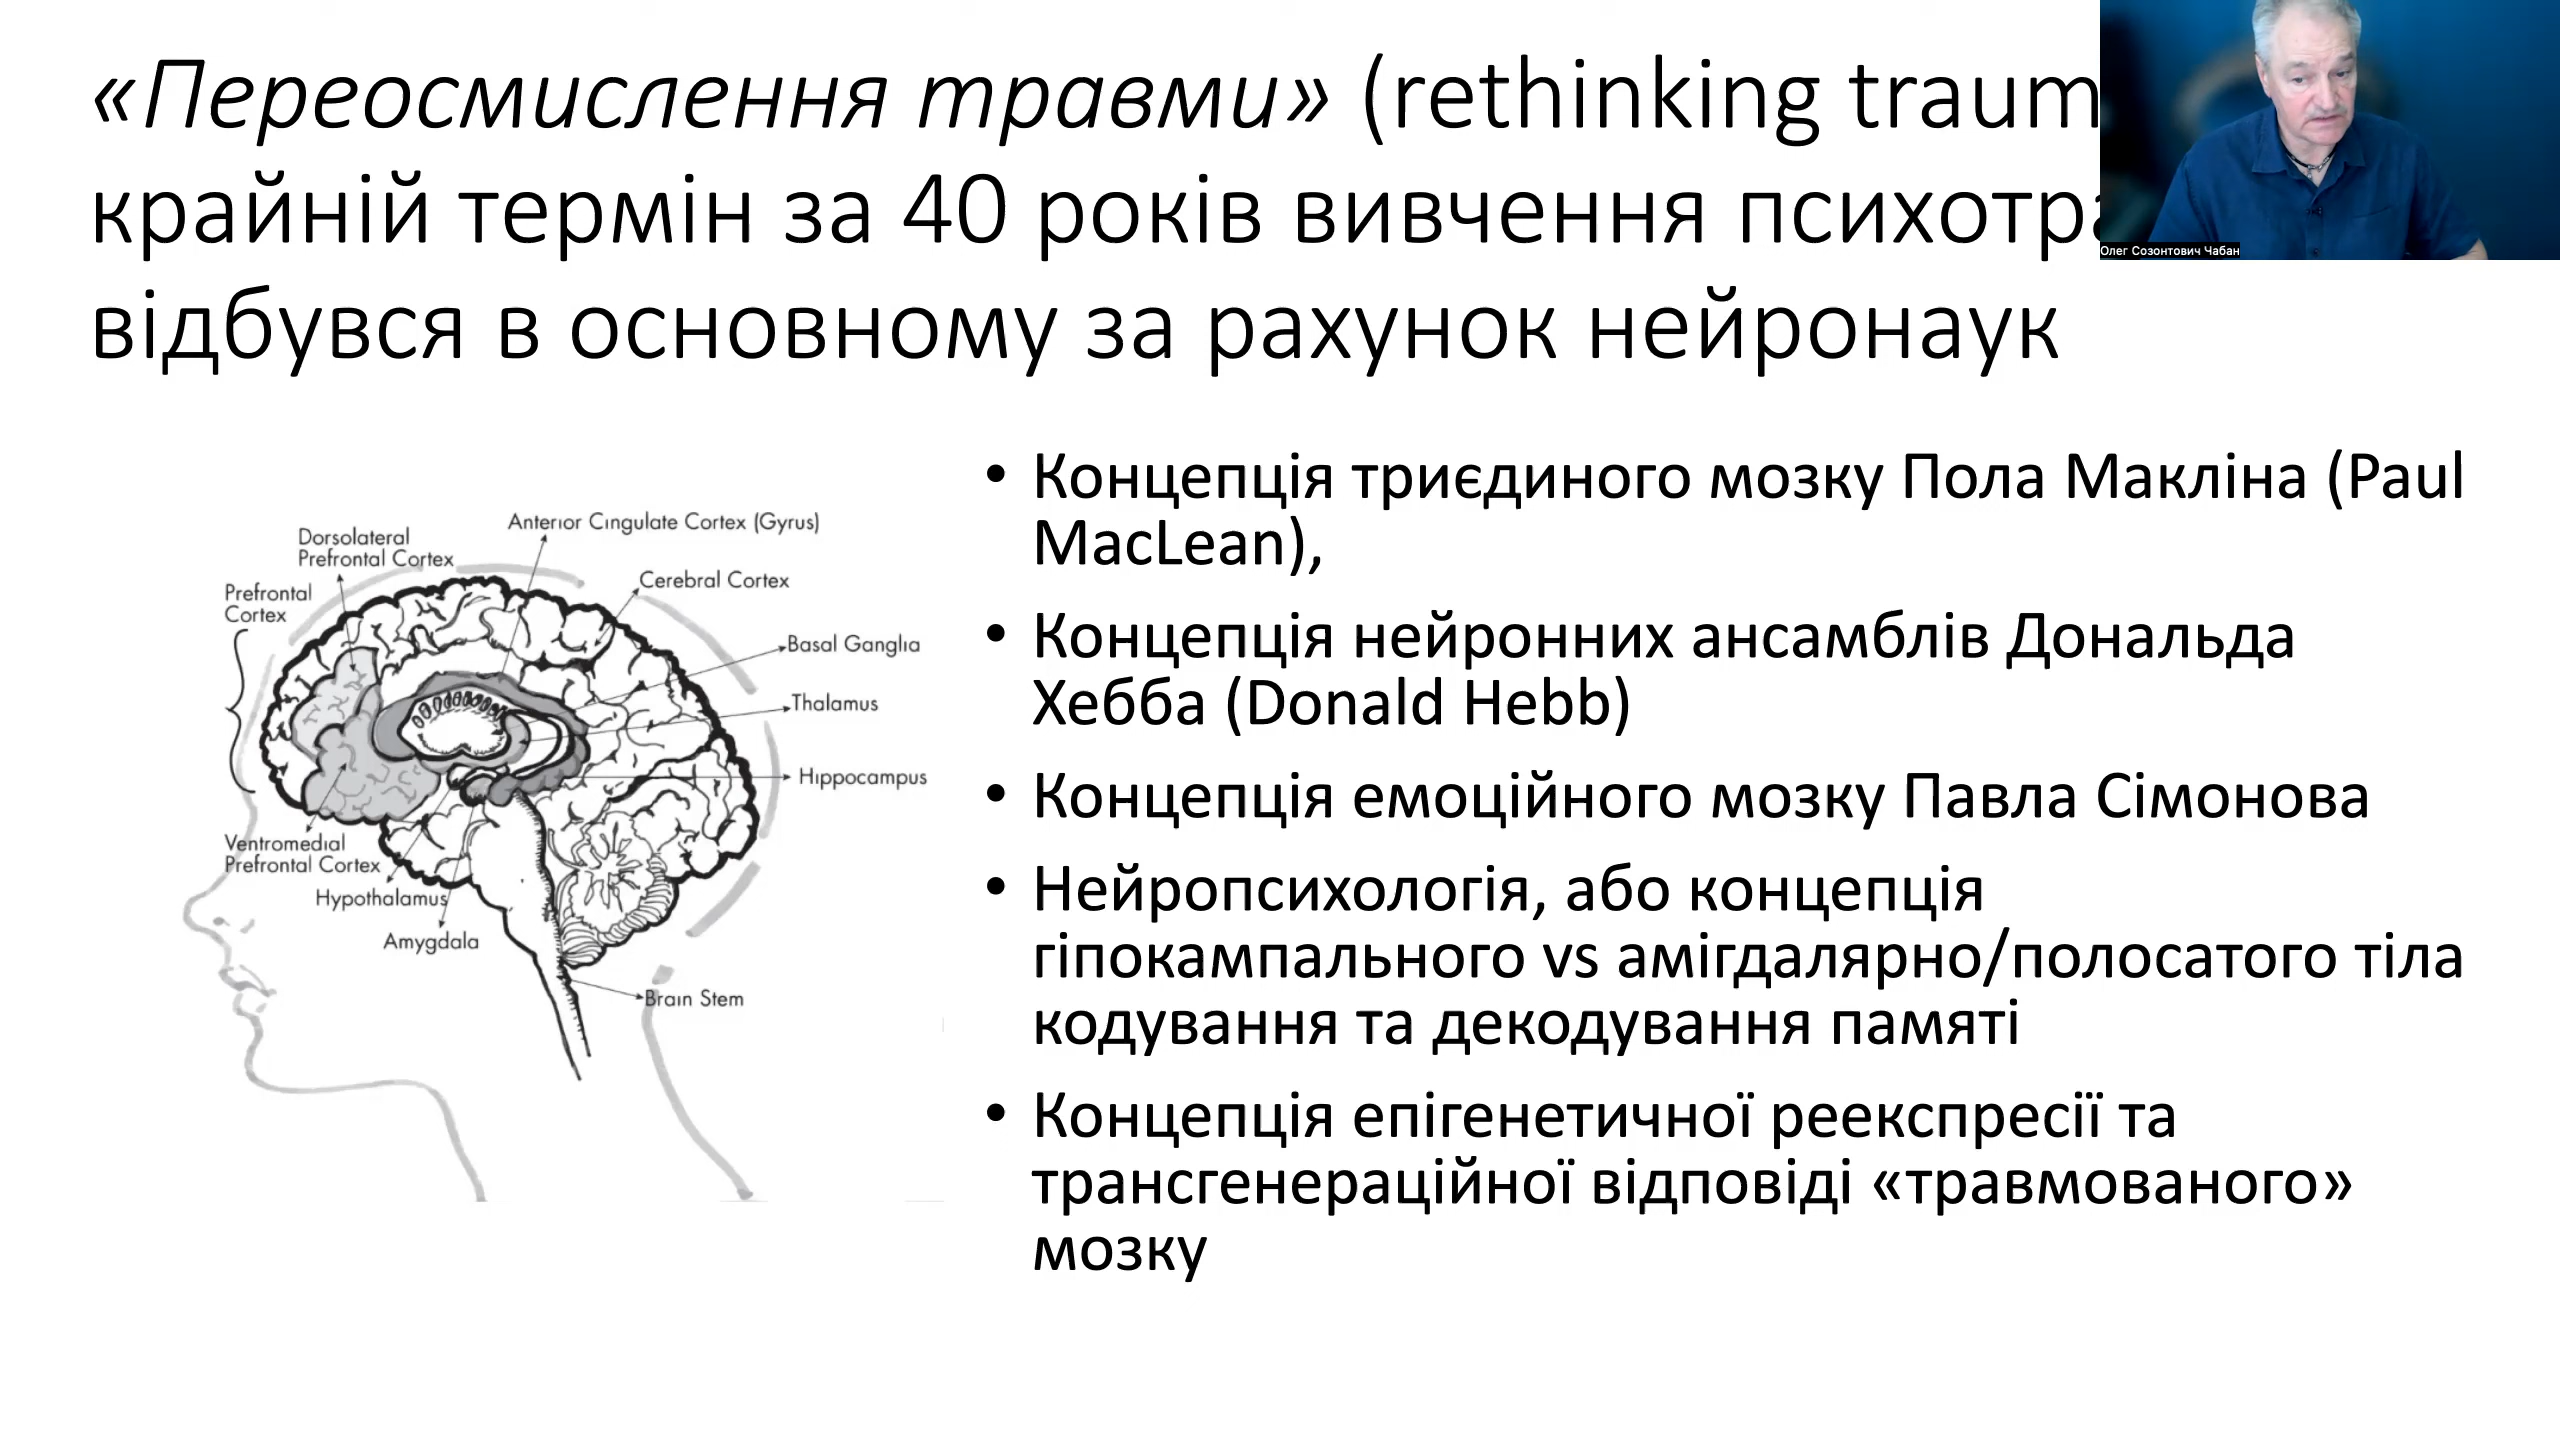 «Переосмислення травми» (rethinking traum
крайній термін за 40 років вивчення психотра
відбувся в основному за рахунок нейронаук
Олег Созонтович Чабан
Anterior Cingulate Cortex (Gyrus)
Dorsolateral
Prefrontal Cortex
Cerebral Cortex
Prefrontal
Cortex
Basal Ganglia
Thalamus
Hippocampus
Ventromedial
Prefrontal Cortex
Hypothalamus
Amygdala
Brain Stem
• Концепція триєдиного мозку Пола Макліна (Paul
MacLean),
• Концепція нейронних ансамблів Дональда
Хебба (Donald Hebb)
• Концепція емоційного мозку Павла Сімонова
• Нейропсихологія, або концепція
гіпокампального vs амігдалярно/полосатого тіла
кодування та декодування памяті
• Концепція епігенетичної реекспресії та
трансгенераційної відповіді «травмованого»
мозку